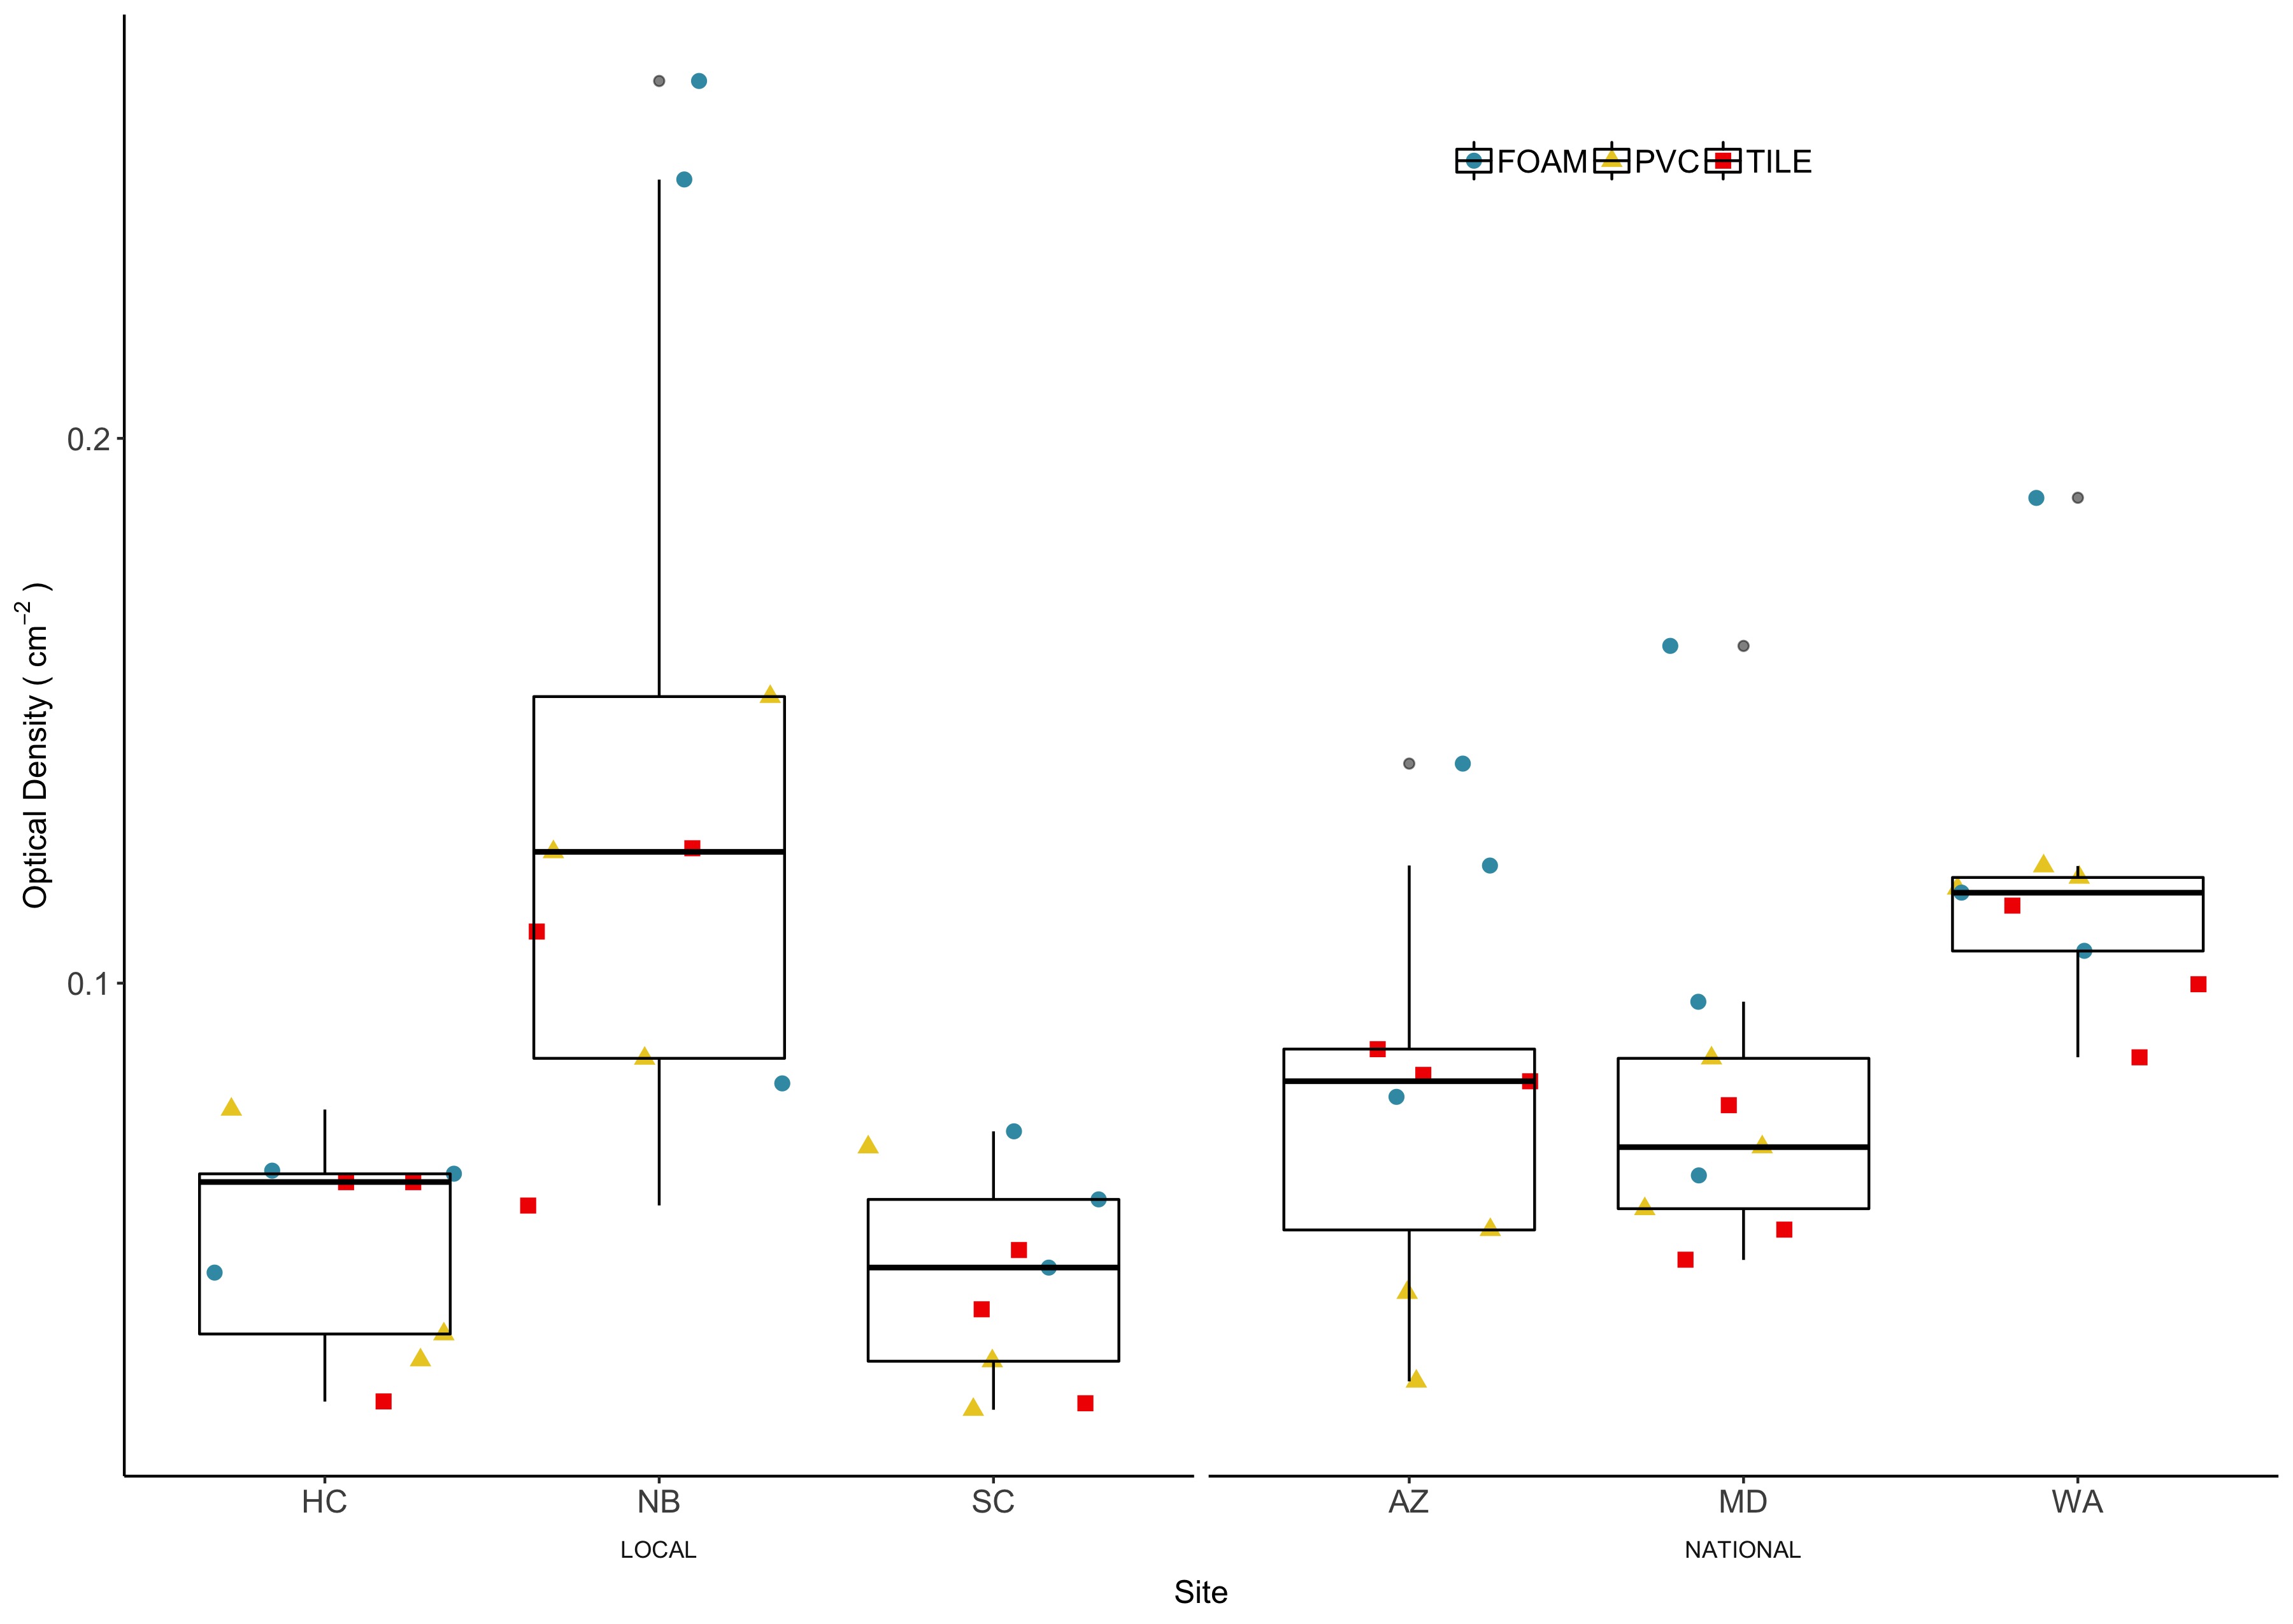 FOAM PVC TILE
0.2
0.1
Optical Density ( cm⁻² )
HC NB SC AZ MD WA
LOCAL NATIONAL
Site